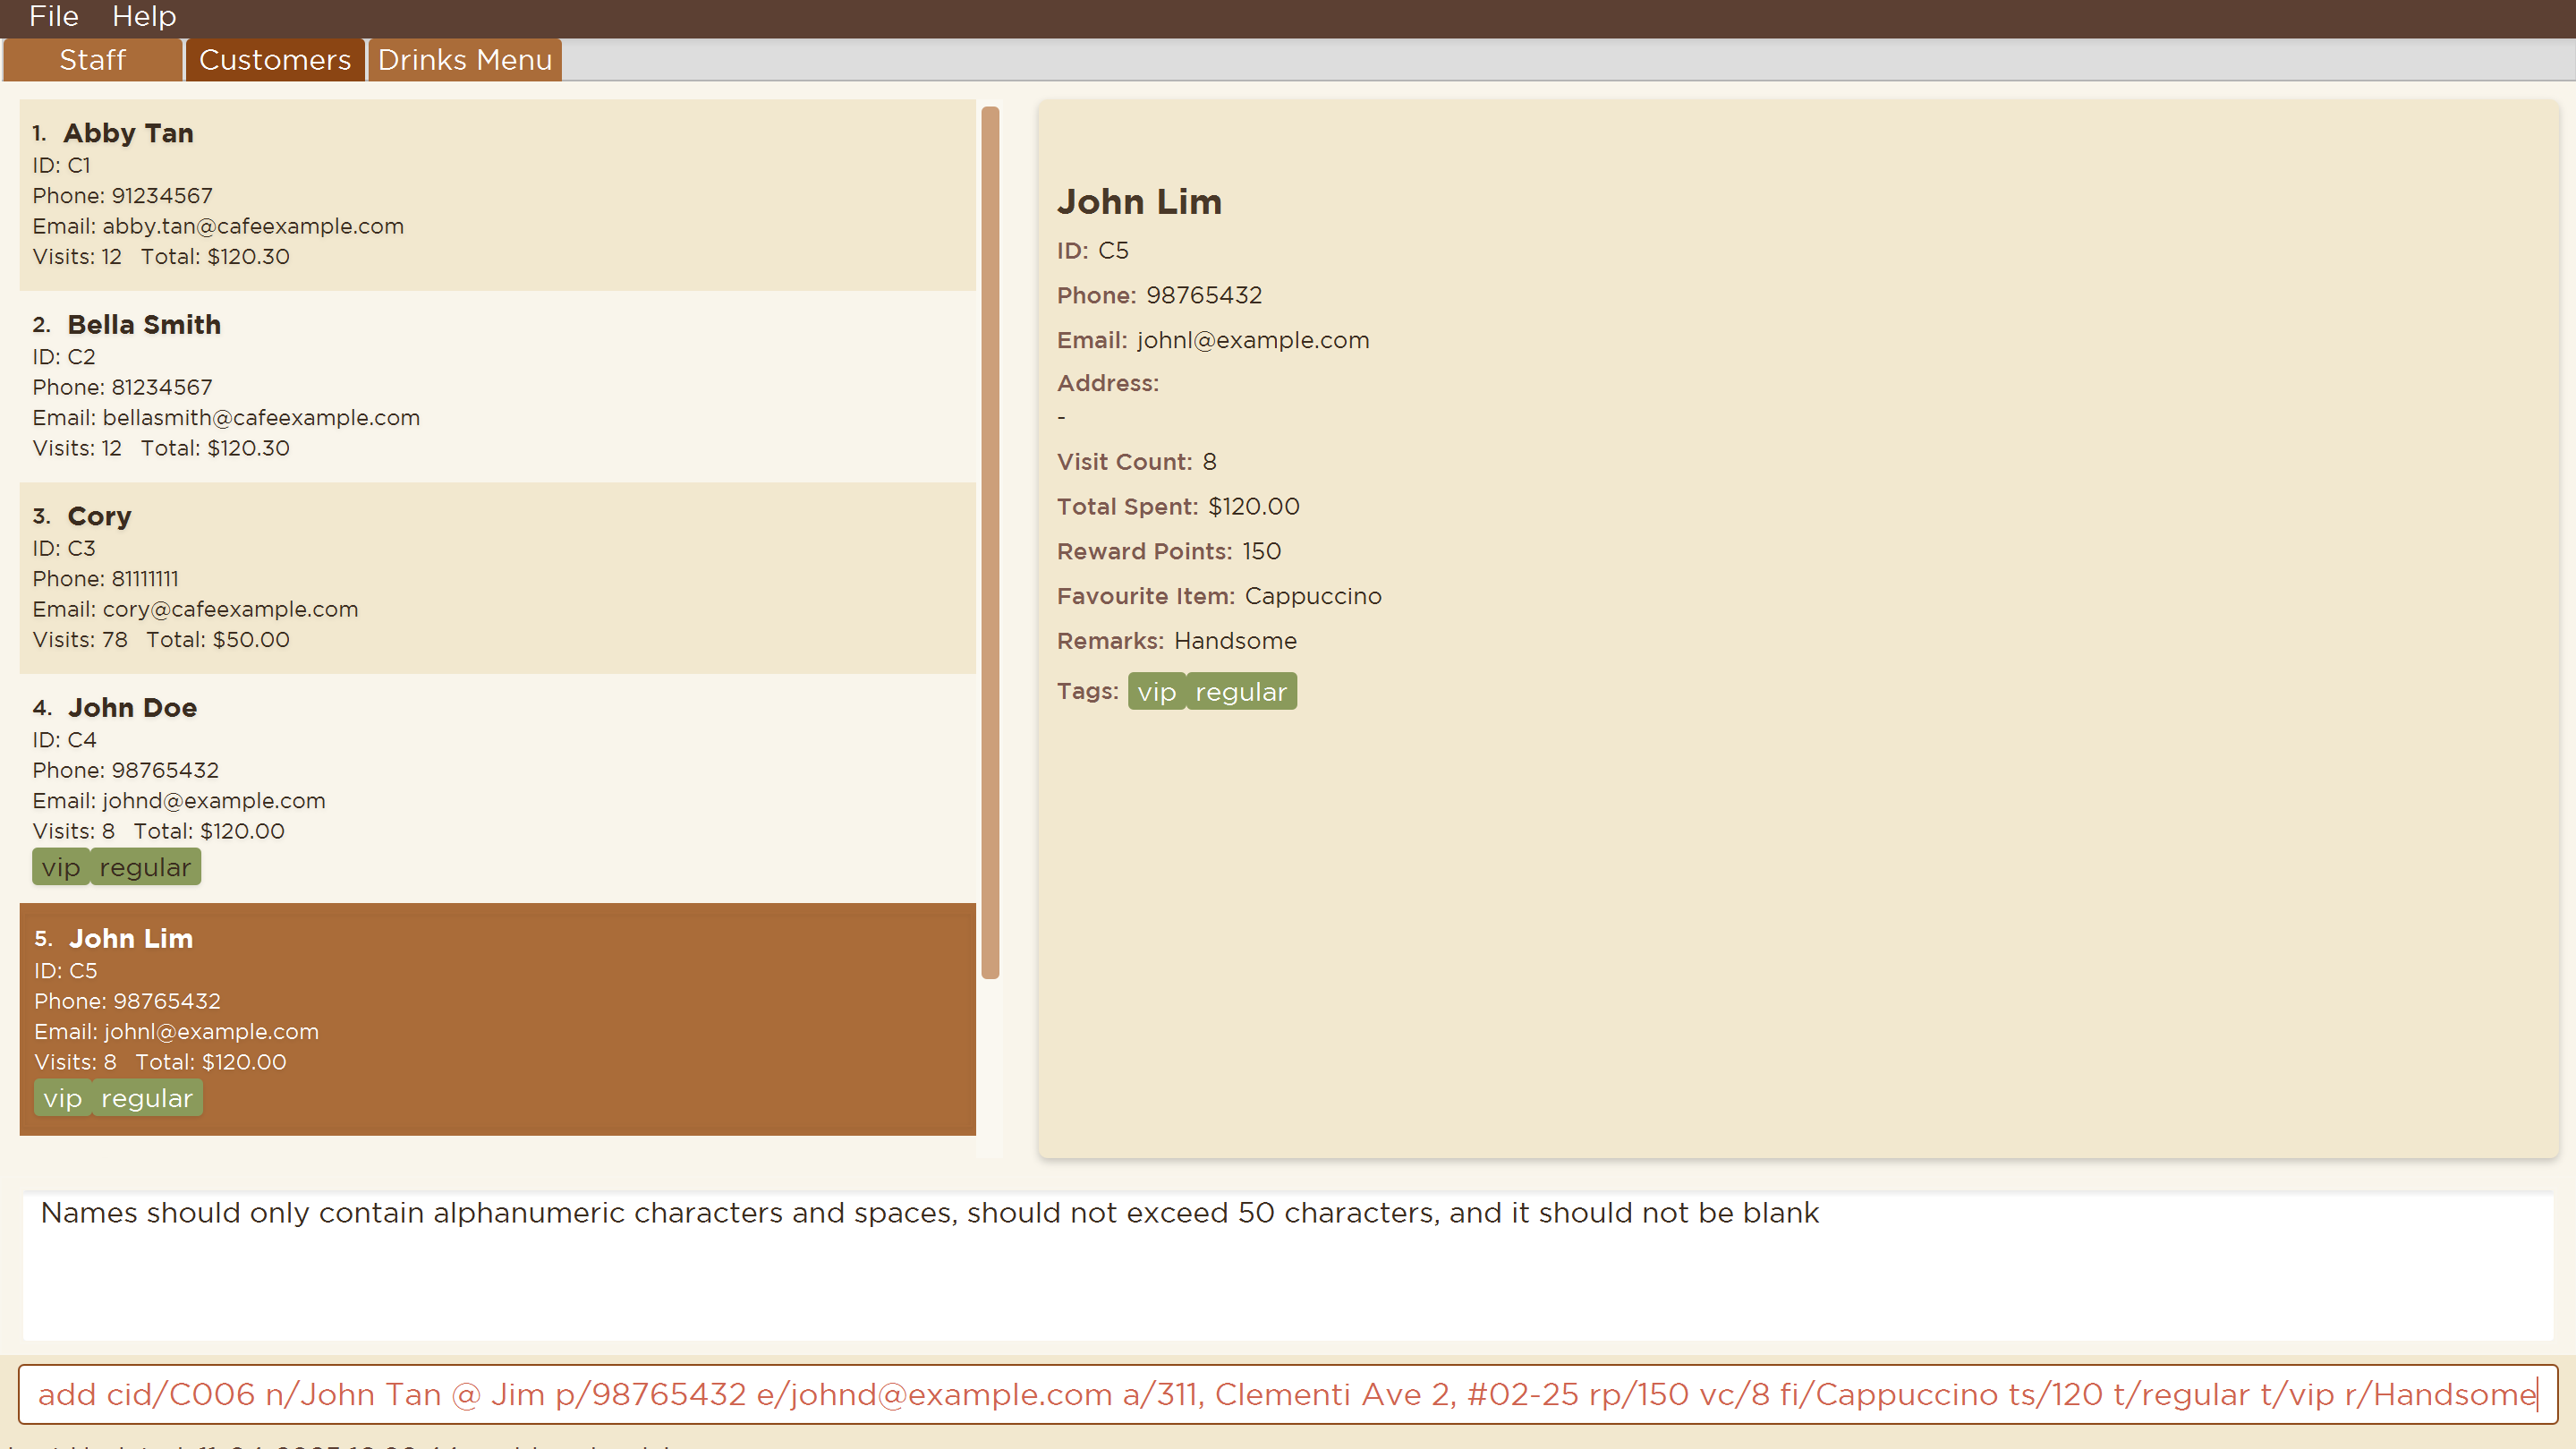 File Help
Staff Customers Drinks Menu
1. Abby Tan
ID: C1
Phone: 91234567
Email: abby.tan@cafeexample.com
Visits: 12 Total: $120.30
2. Bella Smith
ID: C2
Phone: 81234567
Email: bellasmith@cafeexample.com
Visits: 12 Total: $120.30
3. Cory
ID: C3
Phone: 81111111
Email: cory@cafeexample.com
Visits: 78 Total: $50.00
4. John Doe
ID: C4
Phone: 98765432
Email: johnd@example.com
Visits: 8 Total: $120.00
vip regular
5. John Lim
ID: C5
Phone: 98765432
Email: johnl@example.com
Visits: 8 Total: $120.00
vip regular
John Lim
ID: C5
Phone: 98765432
Email: johnl@example.com
Address:
-
Visit Count: 8
Total Spent: $120.00
Reward Points: 150
Favourite Item: Cappuccino
Remarks: Handsome
Tags: vip regular
Names should only contain alphanumeric characters and spaces, should not exceed 50 characters, and it should not be blank
add cid/C006 n/John Tan @ Jim p/98765432 e/johnd@example.com a/311, Clementi Ave 2, #02-25 rp/150 vc/8 fi/Cappuccino ts/120 t/regular t/vip r/Handsome